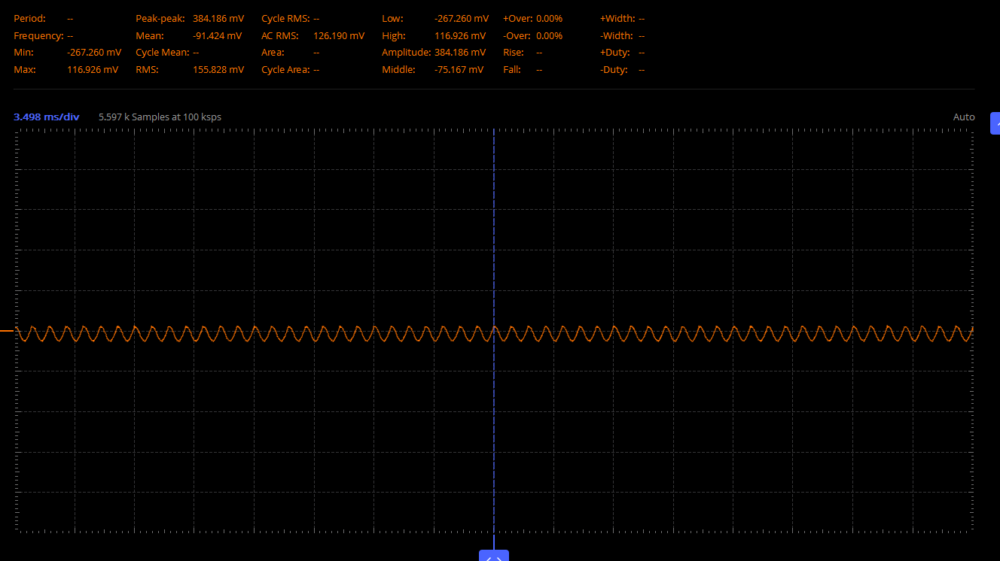 Period: -- Peak-peak: 384.186 mV Cycle RMS: -- Low: -267.260 mV +Over: 0.00% +Width: --
Frequency: -- Mean: -91.424 mV AC RMS: 126.190 mV High: 116.926 mV -Over: 0.00% -Width: --
Min: -267.260 mV Cycle Mean: -- Area: -- Amplitude: 384.186 mV Rise: -- +Duty: --
Max: 116.926 mV RMS: 155.828 mV Cycle Area: -- Middle: -75.167 mV Fall: -- -Duty: --
3.498 ms/div 5.597 k Samples at 100 ksps Auto